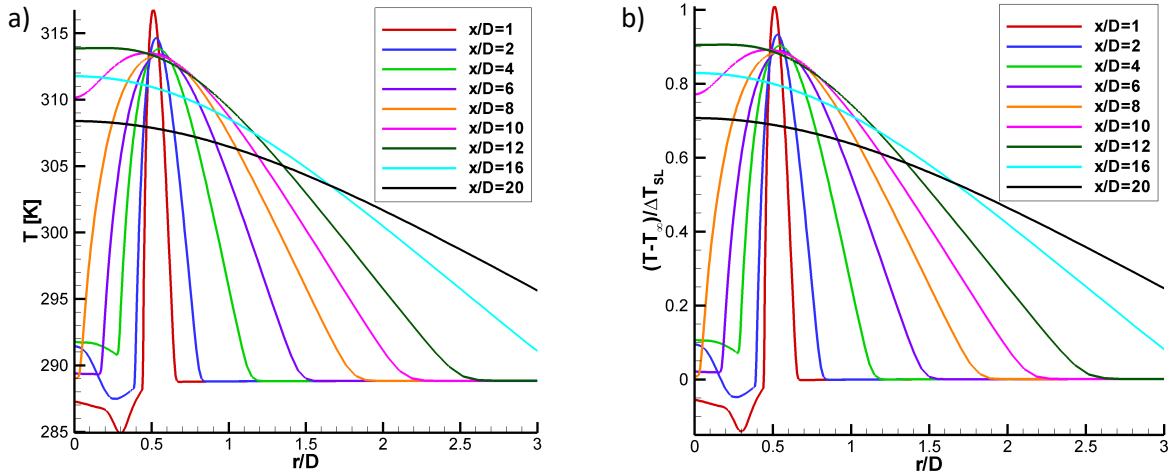 a)
T [K]
315
310
305
300
295
290
285
0
0.5
1
1.5
2
2.5
3
r/D
x/D=1
x/D=2
x/D=4
x/D=6
x/D=8
x/D=10
x/D=12
x/D=16
x/D=20
b)
(T-T∞)/ΔTSL
1
0.8
0.6
0.4
0.2
0
0
0.5
1
1.5
2
2.5
3
r/D
x/D=1
x/D=2
x/D=4
x/D=6
x/D=8
x/D=10
x/D=12
x/D=16
x/D=20